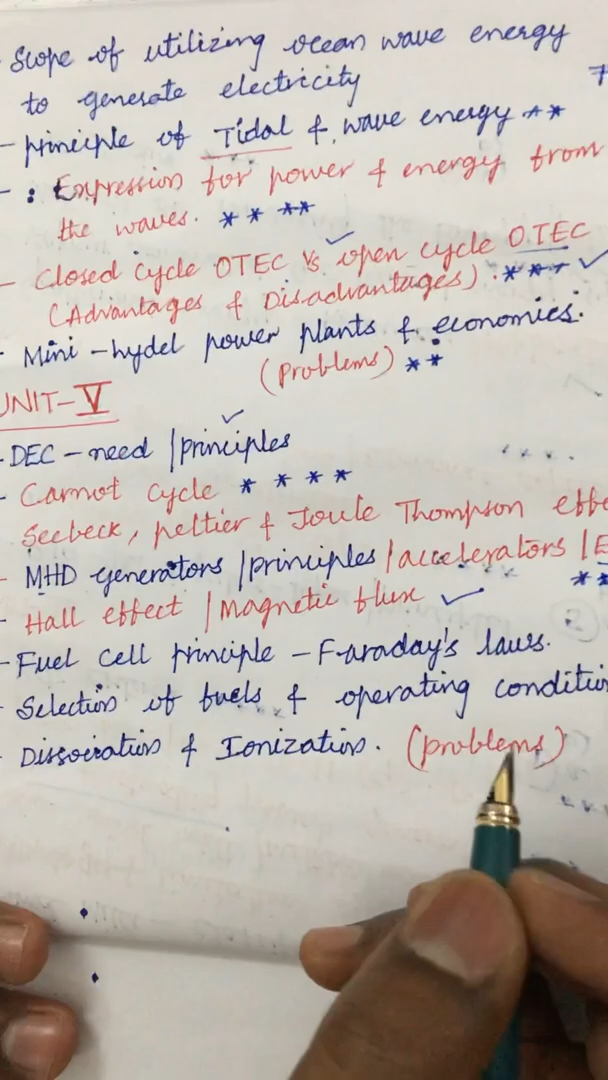 - Scope of utilizing ocean wave energy
to generate electricity
- principle of Tidal & wave energy **
- : Expression for power & energy from
the waves. ** **
- Closed cycle OTEC Vs open cycle OTEC
(Advantages & Disadvantages) *** ✓
- Mini-hydel power plants & economics.
(Problems) **
UNIT-V
- DEC - need / principles
- Carnot cycle ****
Seebeck, peltier & Joule Thompson effe
- MHD generators / principles / accelerators / E
**
- Hall effect / Magnetic flux ✓
- Fuel cell principle - Faraday's laws.
- Selection of fuels & operating condition
- Dissociation & Ionization. (problems)